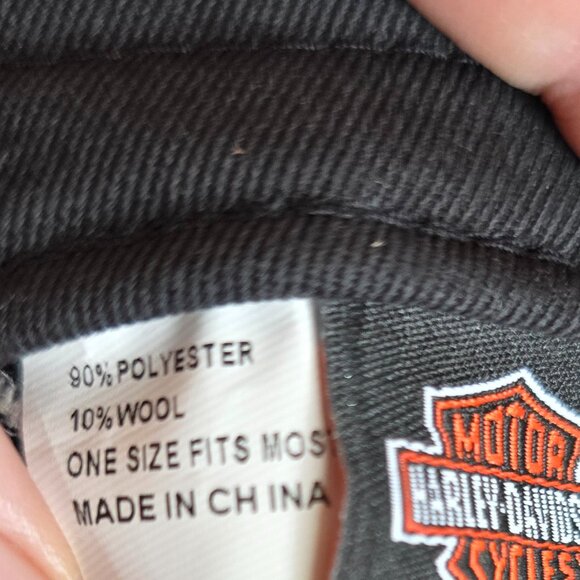 90% POLYESTER
10% WOOL
ONE SIZE FITS MOST
MADE IN CHINA
MOTOR
HARLEY-DAVIDSON
CYCLES